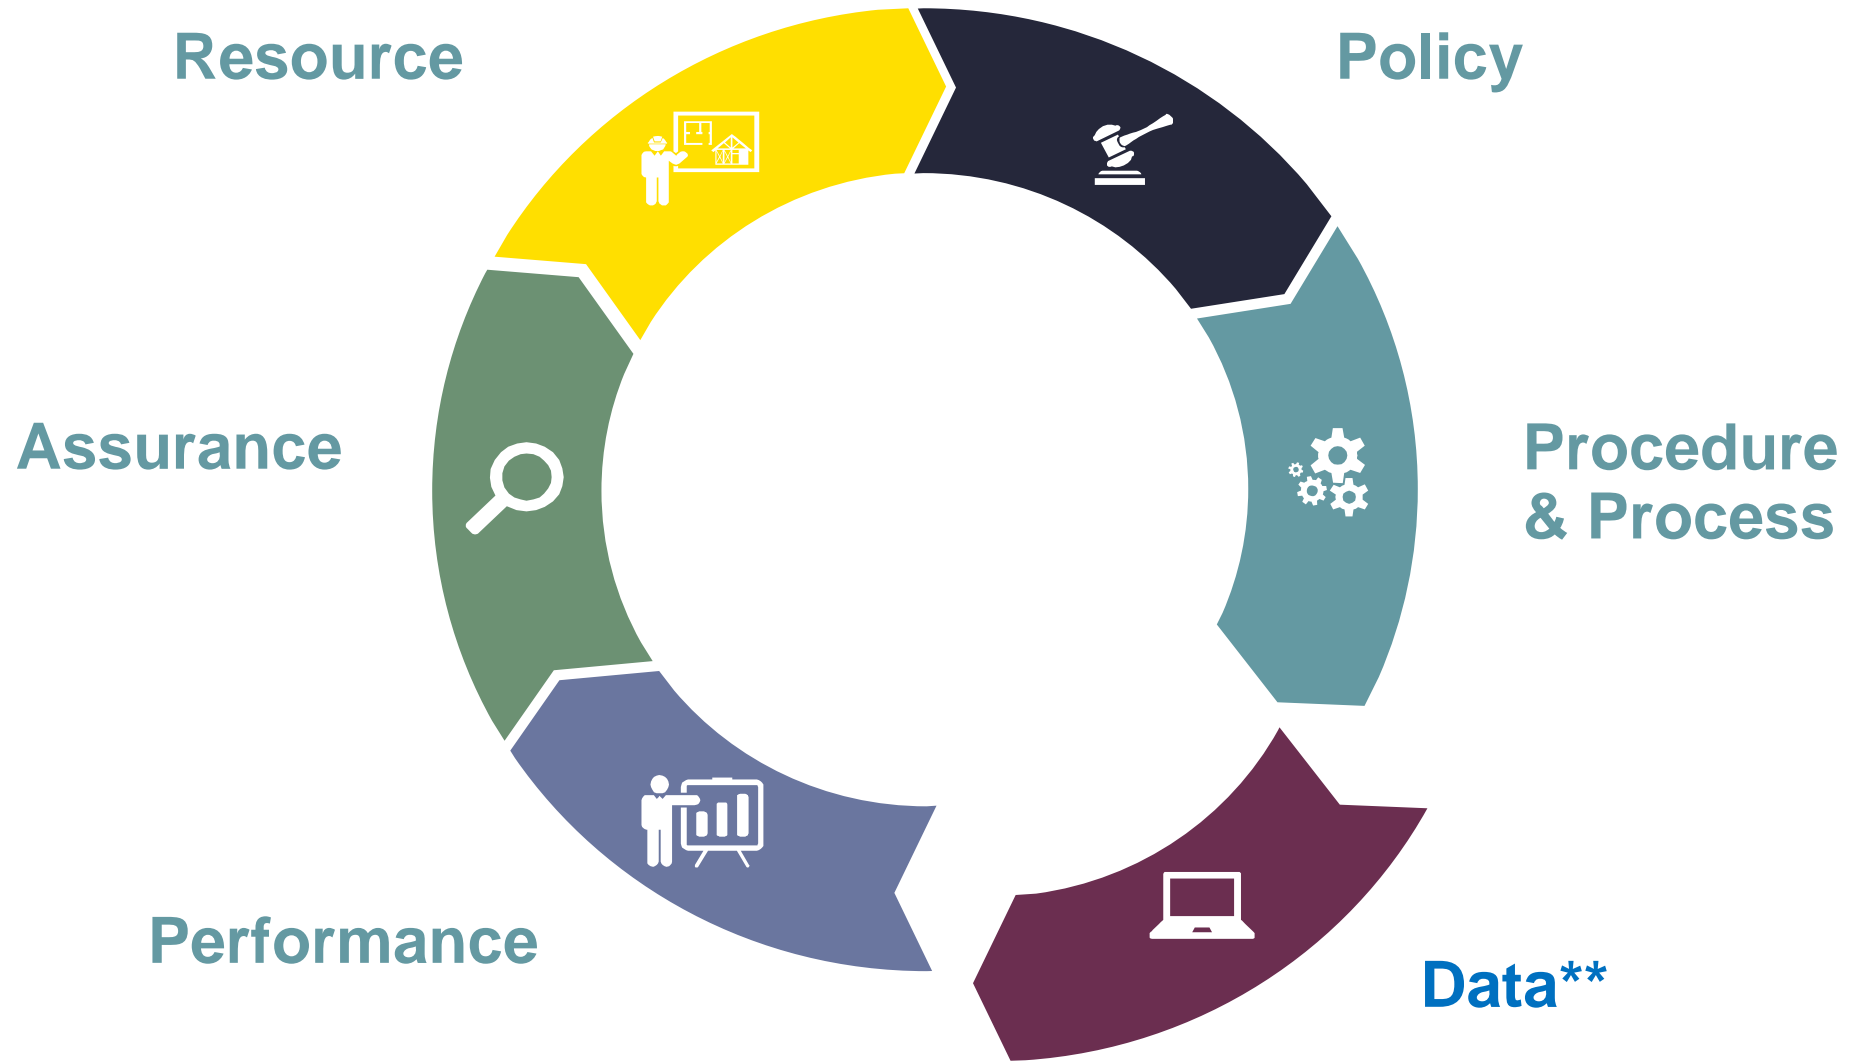 Resource
Policy
Assurance
Procedure
& Process
Performance
Data**